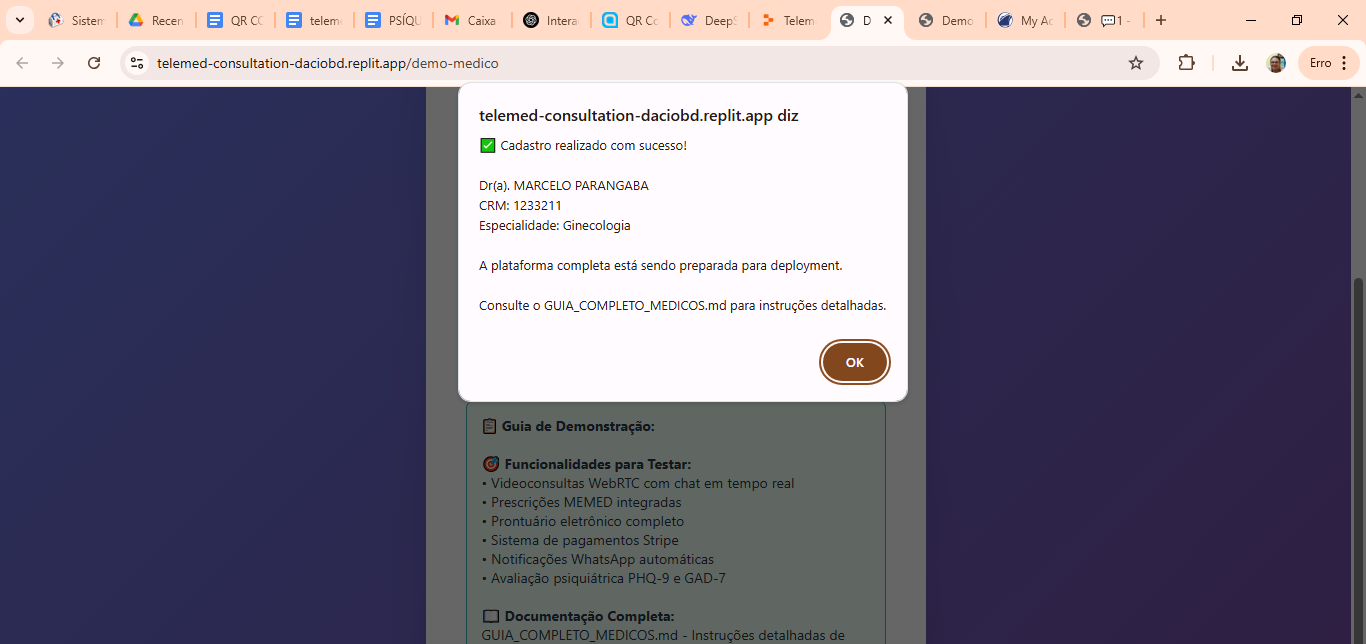 Sistem
Recen
QR CO
telem
PSÍQU
Caixa
Intera
QR Co
DeepS
Telem
D
Demo
My Ac
1 -
telemed-consultation-daciobd.replit.app/demo-medico
Erro
telemed-consultation-daciobd.replit.app diz
✅ Cadastro realizado com sucesso!
Dr(a). MARCELO PARANGABA
CRM: 1233211
Especialidade: Ginecologia
A plataforma completa está sendo preparada para deployment.
Consulte o GUIA_COMPLETO_MEDICOS.md para instruções detalhadas.
OK
📋 Guia de Demonstração:
🎯 Funcionalidades para Testar:
• Videoconsultas WebRTC com chat em tempo real
• Prescrições MEMED integradas
• Prontuário eletrônico completo
• Sistema de pagamentos Stripe
• Notificações WhatsApp automáticas
• Avaliação psiquiátrica PHQ-9 e GAD-7
📖 Documentação Completa:
GUIA_COMPLETO_MEDICOS.md - Instruções detalhadas de